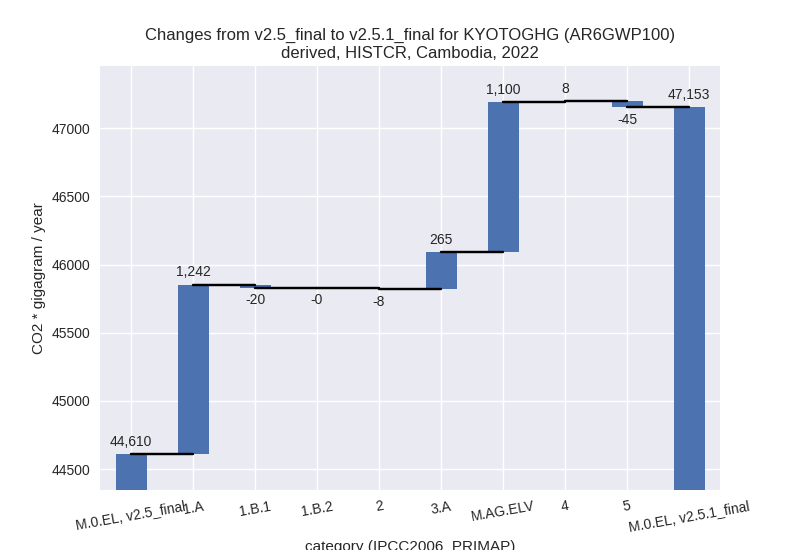 Changes from v2.5_final to v2.5.1_final for KYOTOGHG (AR6GWP100)
derived, HISTCR, Cambodia, 2022
CO2 * gigagram / year
47000
46500
46000
45500
45000
44500
44,610
1,242
-20
-0
-8
265
1,100
8
-45
47,153
M.0.EL, v2.5_final
1.A
1.B.1
1.B.2
2
3.A
M.AG.ELV
4
5
M.0.EL, v2.5.1_final
category (IPCC2006_PRIMAP)